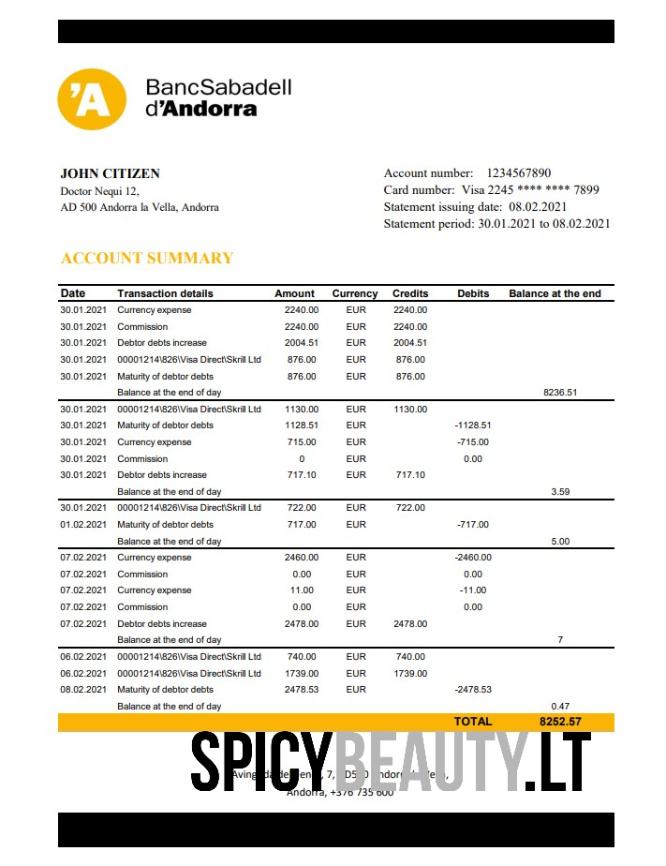 'A BancSabadell
d'Andorra
JOHN CITIZEN
Doctor Nequi 12,
AD 500 Andorra la Vella, Andorra
Account number: 1234567890
Card number: Visa 2245 **** **** 7899
Statement issuing date: 08.02.2021
Statement period: 30.01.2021 to 08.02.2021
ACCOUNT SUMMARY
Date Transaction details Amount Currency Credits Debits Balance at the end
30.01.2021 Currency expense 2240.00 EUR 2240.00
30.01.2021 Commission 2240.00 EUR 2240.00
30.01.2021 Debtor debts increase 2004.51 EUR 2004.51
30.01.2021 00001214\826\Visa Direct\Skrill Ltd 876.00 EUR 876.00
30.01.2021 Maturity of debtor debts 876.00 EUR 876.00
Balance at the end of day 8236.51
30.01.2021 00001214\826\Visa Direct\Skrill Ltd 1130.00 EUR 1130.00
30.01.2021 Maturity of debtor debts 1128.51 EUR -1128.51
30.01.2021 Currency expense 715.00 EUR -715.00
30.01.2021 Commission 0 EUR 0.00
30.01.2021 Debtor debts increase 717.10 EUR 717.10
Balance at the end of day 3.59
30.01.2021 00001214\826\Visa Direct\Skrill Ltd 722.00 EUR 722.00
01.02.2021 Maturity of debtor debts 717.00 EUR -717.00
Balance at the end of day 5.00
07.02.2021 Currency expense 2460.00 EUR -2460.00
07.02.2021 Commission 0.00 EUR 0.00
07.02.2021 Currency expense 11.00 EUR -11.00
07.02.2021 Commission 0.00 EUR 0.00
07.02.2021 Debtor debts increase 2478.00 EUR 2478.00
Balance at the end of day 7
06.02.2021 00001214\826\Visa Direct\Skrill Ltd 740.00 EUR 740.00
06.02.2021 00001214\826\Visa Direct\Skrill Ltd 1739.00 EUR 1739.00
08.02.2021 Maturity of debtor debts 2478.53 EUR -2478.53
Balance at the end of day 0.47
TOTAL 8252.57
SPICYBEAUTY.LT
7,
Andorra, +376 735 600